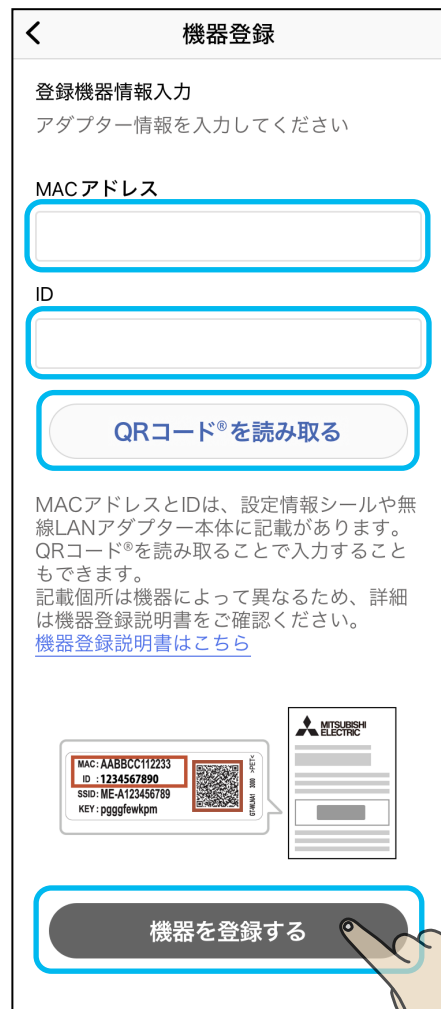 機器登録
登録機器情報入力
アダプター情報を入力してください
MACアドレス
ID
QRコード®を読み取る
MACアドレスとIDは、設定情報シールや無
線LANアダプター本体に記載があります。
QRコード®を読み取ることで入力すること
もできます。
記載個所は機器によって異なるため、詳細
は機器登録説明書をご確認ください。
機器登録説明書はこちら
MITSUBISHI
ELECTRIC
MAC: AABBCC112233
ID : 1234567890
SSID: ME-A123456789
KEY : pgggfewkpm
GT-WLNA1 3000 >PET<
機器を登録する